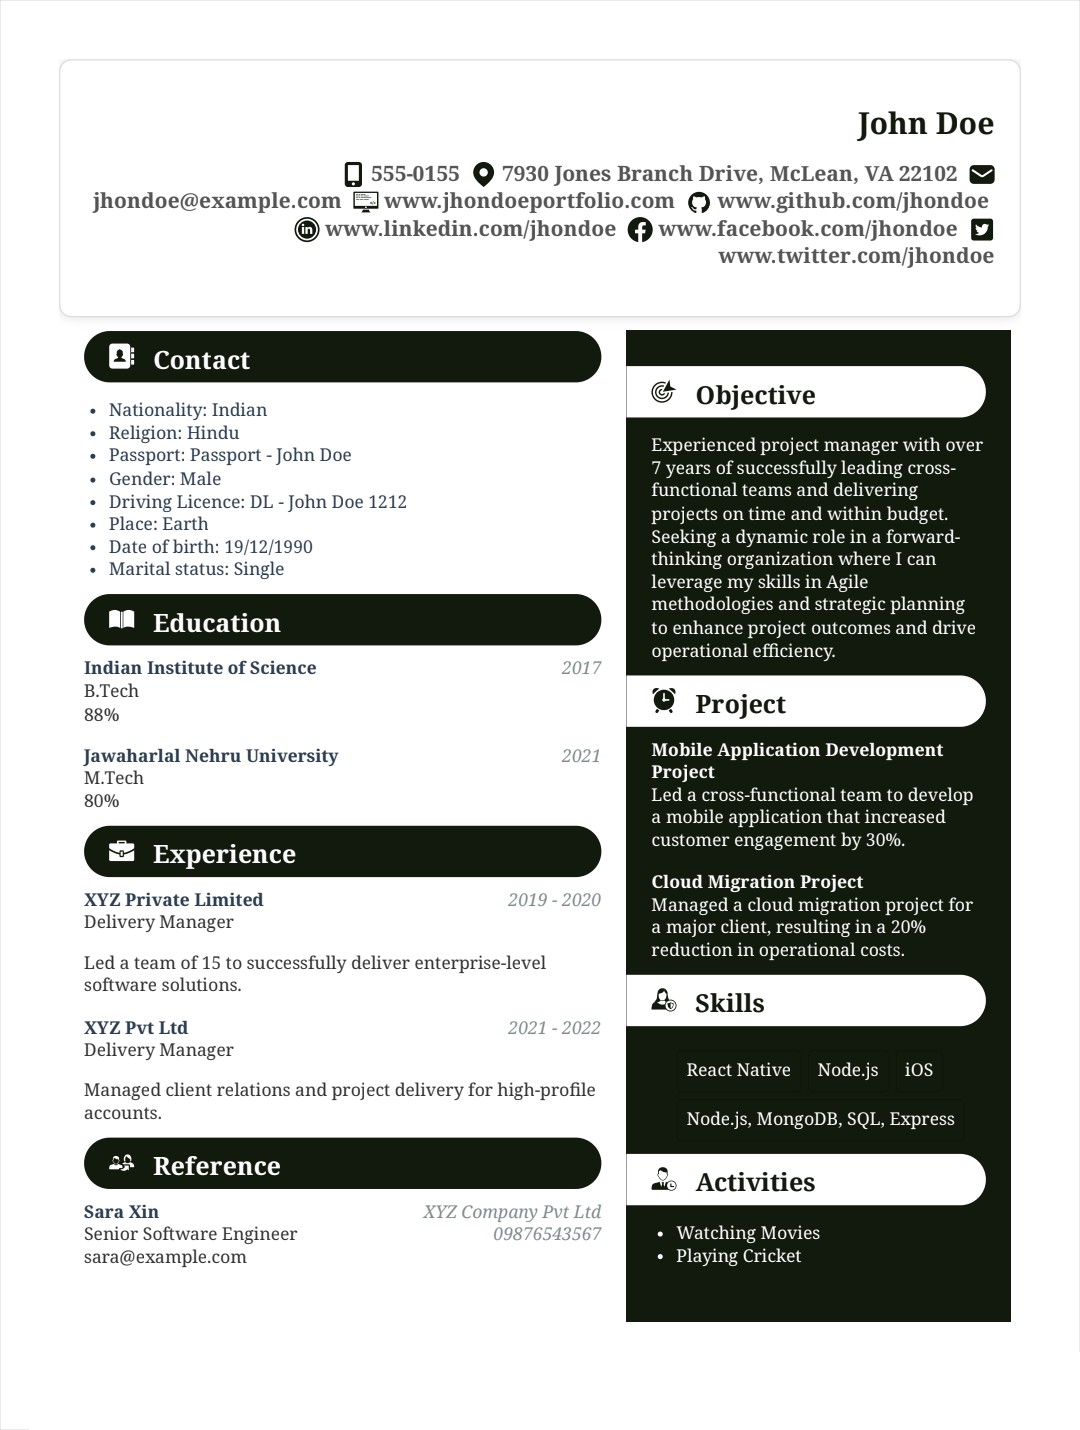 John Doe
555-0155 7930 Jones Branch Drive, McLean, VA 22102
jhondoe@example.com www.jhondoeportfolio.com www.github.com/jhondoe
www.linkedin.com/jhondoe www.facebook.com/jhondoe
www.twitter.com/jhondoe
Contact
• Nationality: Indian
• Religion: Hindu
• Passport: Passport - John Doe
• Gender: Male
• Driving Licence: DL - John Doe 1212
• Place: Earth
• Date of birth: 19/12/1990
• Marital status: Single
Education
Indian Institute of Science 2017
B.Tech
88%
Jawaharlal Nehru University 2021
M.Tech
80%
Experience
XYZ Private Limited 2019 - 2020
Delivery Manager
Led a team of 15 to successfully deliver enterprise-level
software solutions.
XYZ Pvt Ltd 2021 - 2022
Delivery Manager
Managed client relations and project delivery for high-profile
accounts.
Reference
Sara Xin XYZ Company Pvt Ltd
Senior Software Engineer 09876543567
sara@example.com
Objective
Experienced project manager with over
7 years of successfully leading cross-
functional teams and delivering
projects on time and within budget.
Seeking a dynamic role in a forward-
thinking organization where I can
leverage my skills in Agile
methodologies and strategic planning
to enhance project outcomes and drive
operational efficiency.
Project
Mobile Application Development
Project
Led a cross-functional team to develop
a mobile application that increased
customer engagement by 30%.
Cloud Migration Project
Managed a cloud migration project for
a major client, resulting in a 20%
reduction in operational costs.
Skills
React Native Node.js iOS
Node.js, MongoDB, SQL, Express
Activities
• Watching Movies
• Playing Cricket